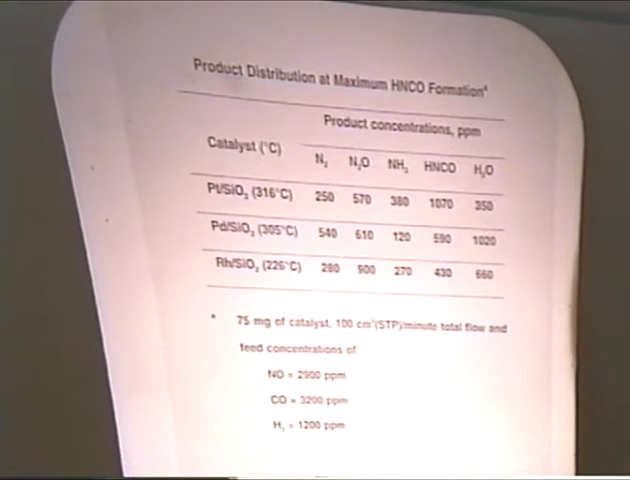 Product Distribution at Maximum HNCO Formation*
Product concentrations, ppm
Catalyst (°C) N₂ N₂O NH₃ HNCO H₂O
Pt/SiO₂ (316°C) 250 570 380 1070 350
Pd/SiO₂ (305°C) 540 610 120 590 1020
Rh/SiO₂ (226°C) 280 900 270 430 660
* 75 mg of catalyst, 100 cm³(STP)/minute total flow and
feed concentrations of
NO = 2900 ppm
CO = 3200 ppm
H₂ = 1200 ppm